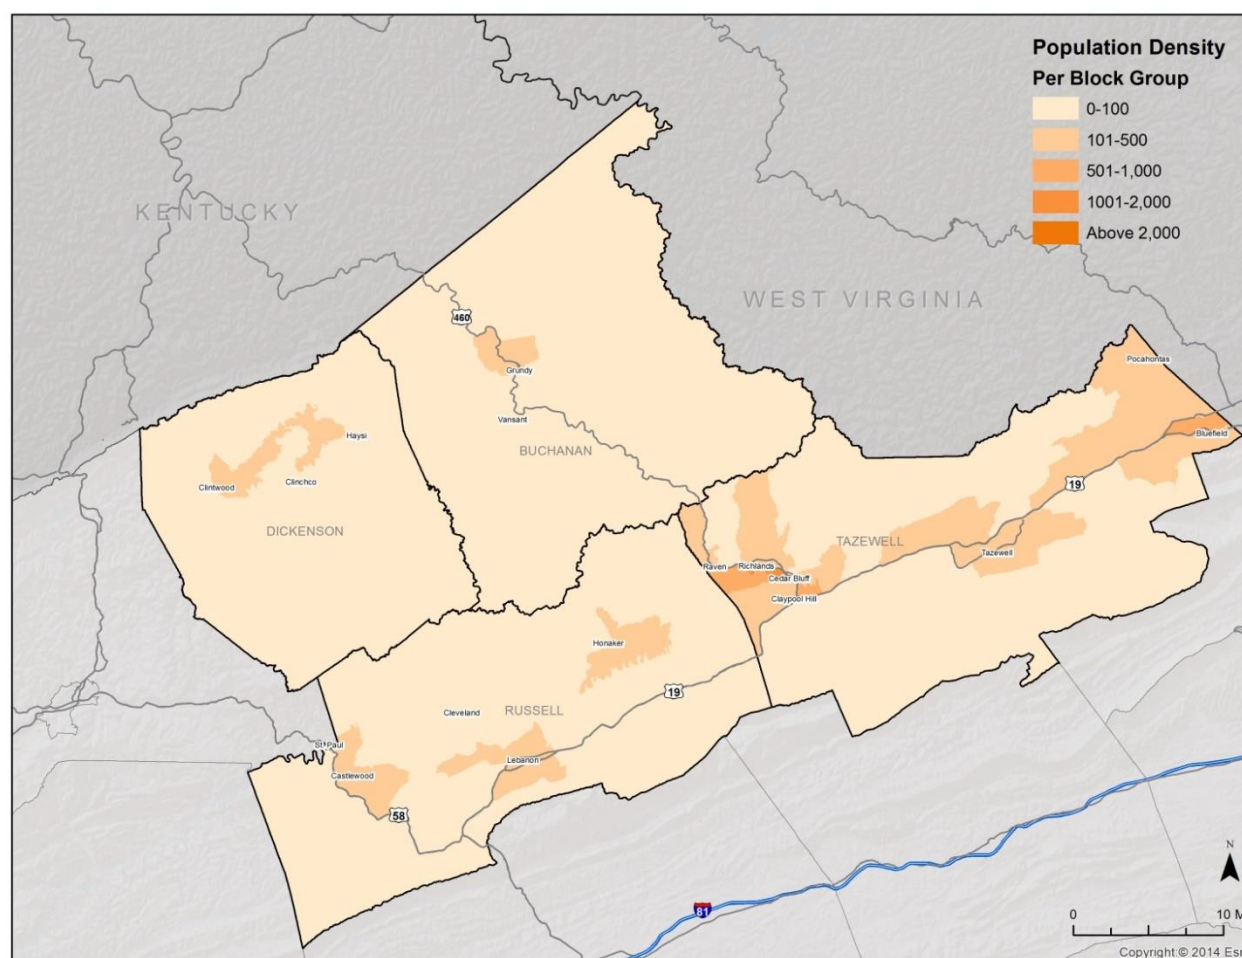 Population Density
Per Block Group
0-100
101-500
501-1,000
1001-2,000
Above 2,000
KENTUCKY
WEST VIRGINIA
460
Grundy
Vansant
BUCHANAN
Pocahontas
Bluefield
19
Haysi
Clintwood
Clinchco
DICKENSON
TAZEWELL
Tazewell
Raven
Richlands
Cedar Bluff
Claypool Hill
Honaker
19
Cleveland
RUSSELL
St. Paul
Lebanon
Castlewood
58
81
N
0
10 M
Copyright:© 2014 Esr